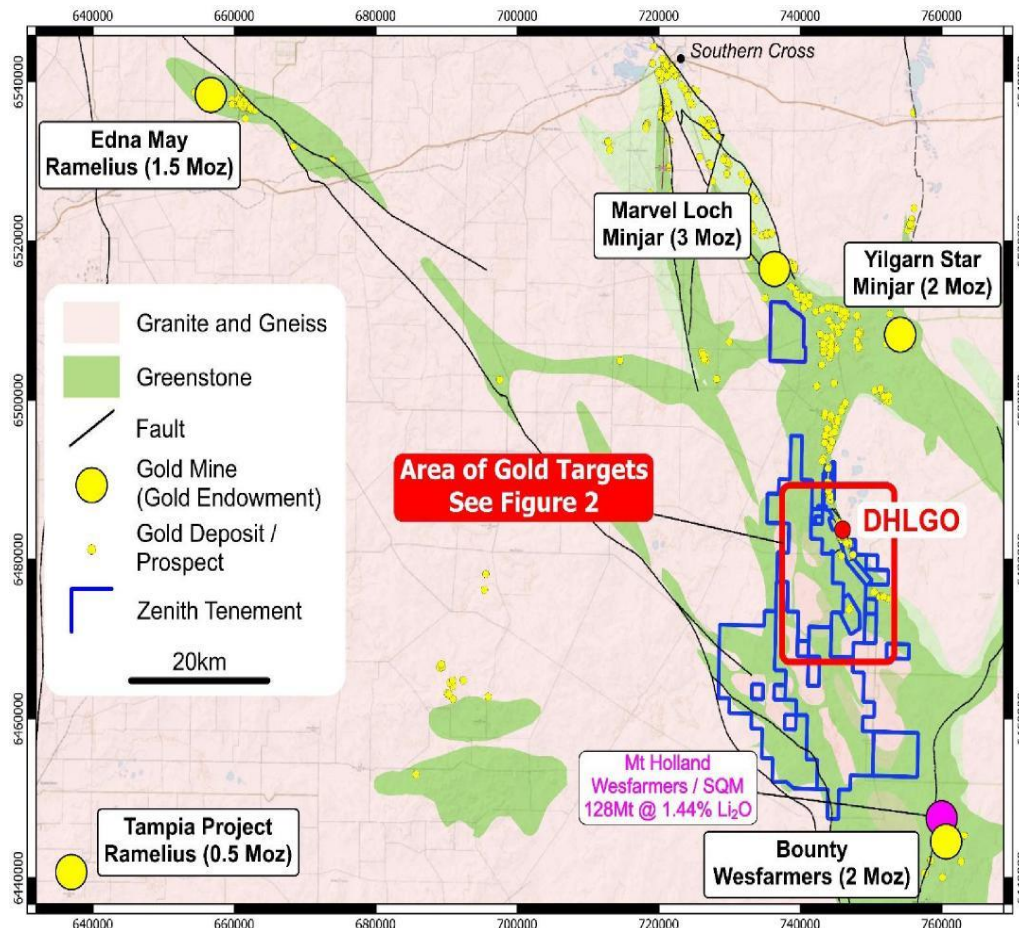 640000 660000 680000 700000 720000 740000 760000
6540000
6520000
6500000
6480000
6460000
6440000
Southern Cross
Edna May
Ramelius (1.5 Moz)
Marvel Loch
Minjar (3 Moz)
Yilgarn Star
Minjar (2 Moz)
Granite and Gneiss
Greenstone
Fault
Gold Mine
(Gold Endowment)
Gold Deposit /
Prospect
Zenith Tenement
20km
Area of Gold Targets
See Figure 2
DHLGO
Mt Holland
Wesfarmers / SQM
128Mt @ 1.44% Li₂O
Tampia Project
Ramelius (0.5 Moz)
Bounty
Wesfarmers (2 Moz)
640000 660000 680000 700000 720000 740000 760000